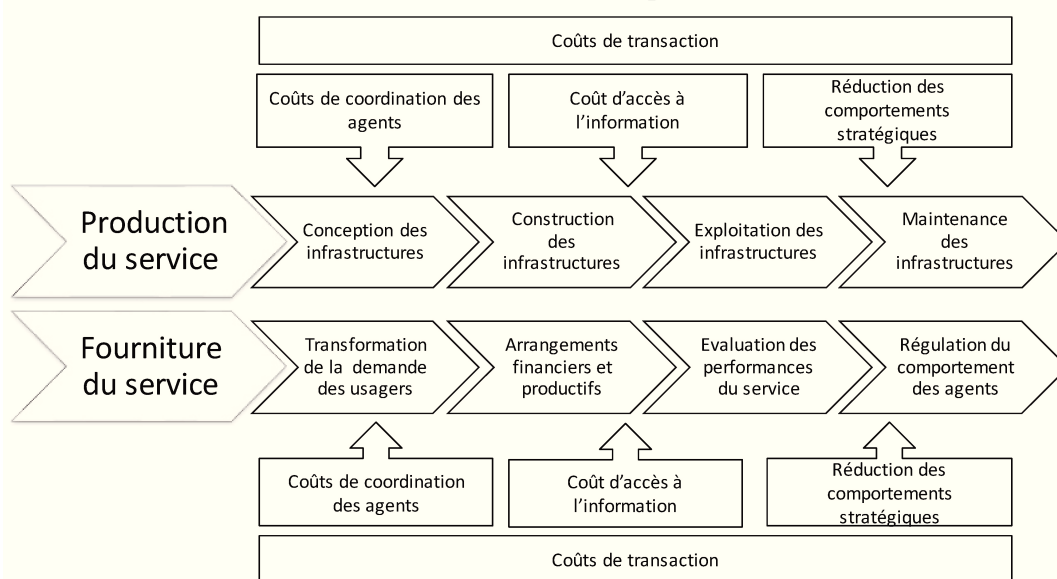 Coûts de transaction
Coûts de coordination des
agents
Coût d'accès à
l'information
Réduction des
comportements
stratégiques
Production
du service
Conception des
infrastructures
Construction
des
infrastructures
Exploitation des
infrastructures
Maintenance
des
infrastructures
Fourniture
du service
Transformation
de la demande
des usagers
Arrangements
financiers et
productifs
Evaluation des
performances
du service
Régulation du
comportement
des agents
Coûts de coordination
des agents
Coût d'accès à
l'information
Réduction des
comportements
stratégiques
Coûts de transaction